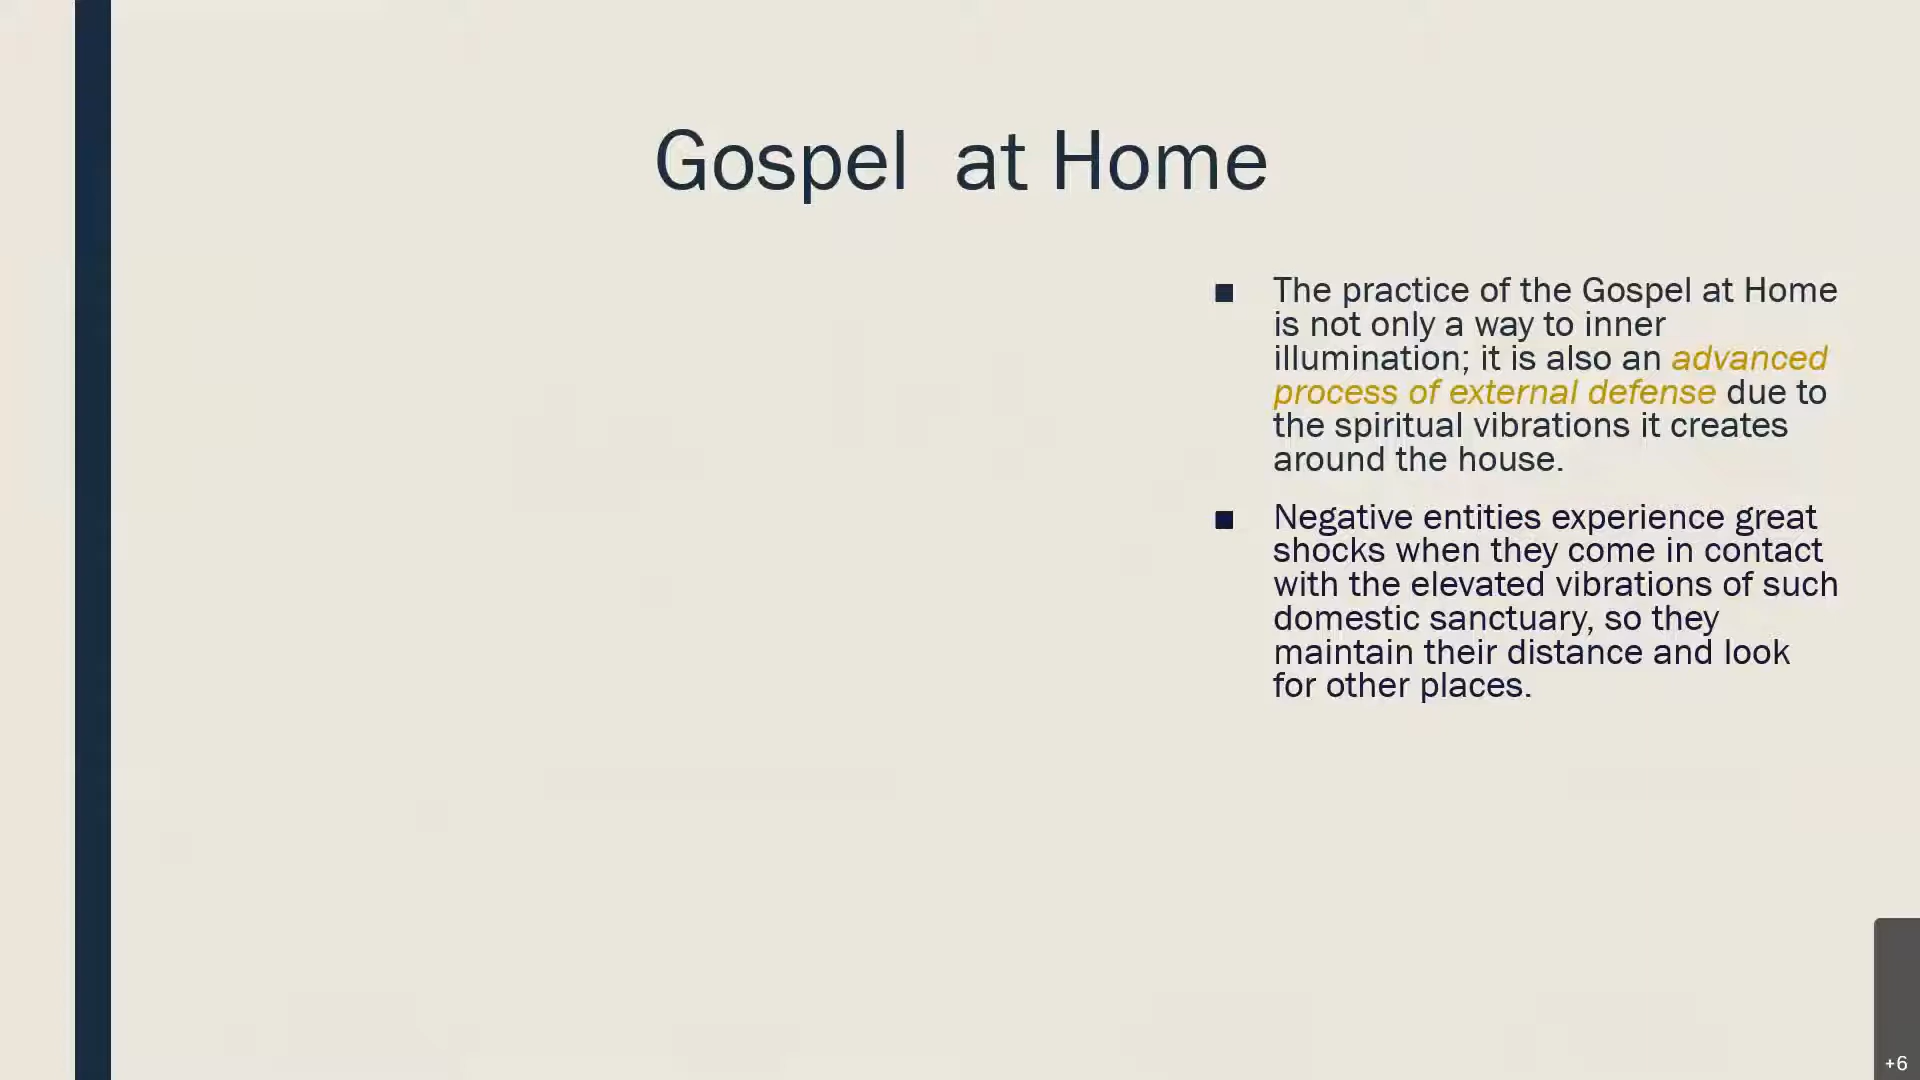 Gospel at Home
■ The practice of the Gospel at Home
is not only a way to inner
illumination; it is also an advanced
process of external defense due to
the spiritual vibrations it creates
around the house.
■ Negative entities experience great
shocks when they come in contact
with the elevated vibrations of such
domestic sanctuary, so they
maintain their distance and look
for other places.
+6